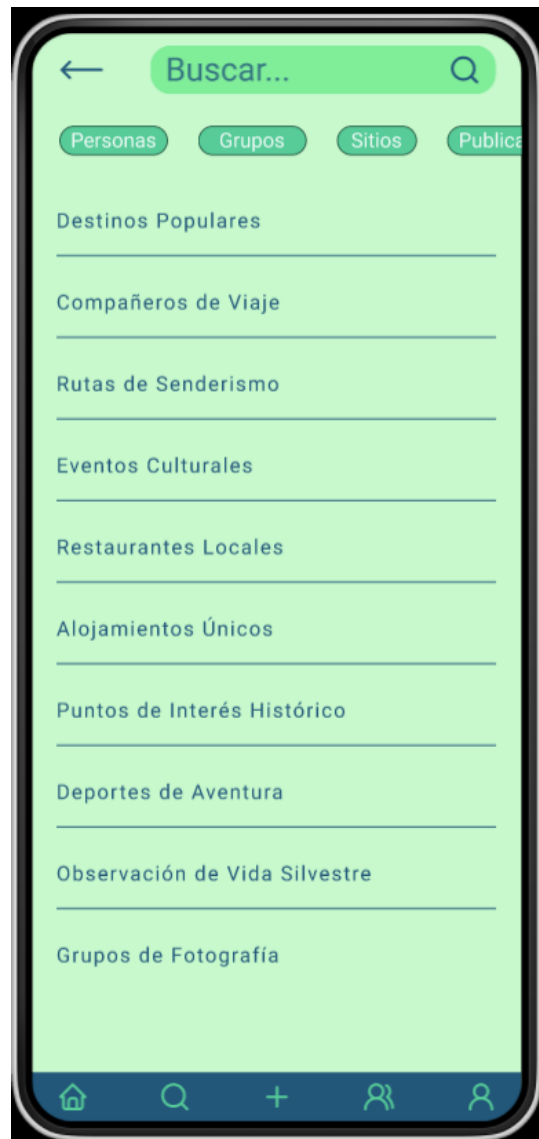 Buscar...
Personas Grupos Sitios Publica
Destinos Populares
Compañeros de Viaje
Rutas de Senderismo
Eventos Culturales
Restaurantes Locales
Alojamientos Únicos
Puntos de Interés Histórico
Deportes de Aventura
Observación de Vida Silvestre
Grupos de Fotografía